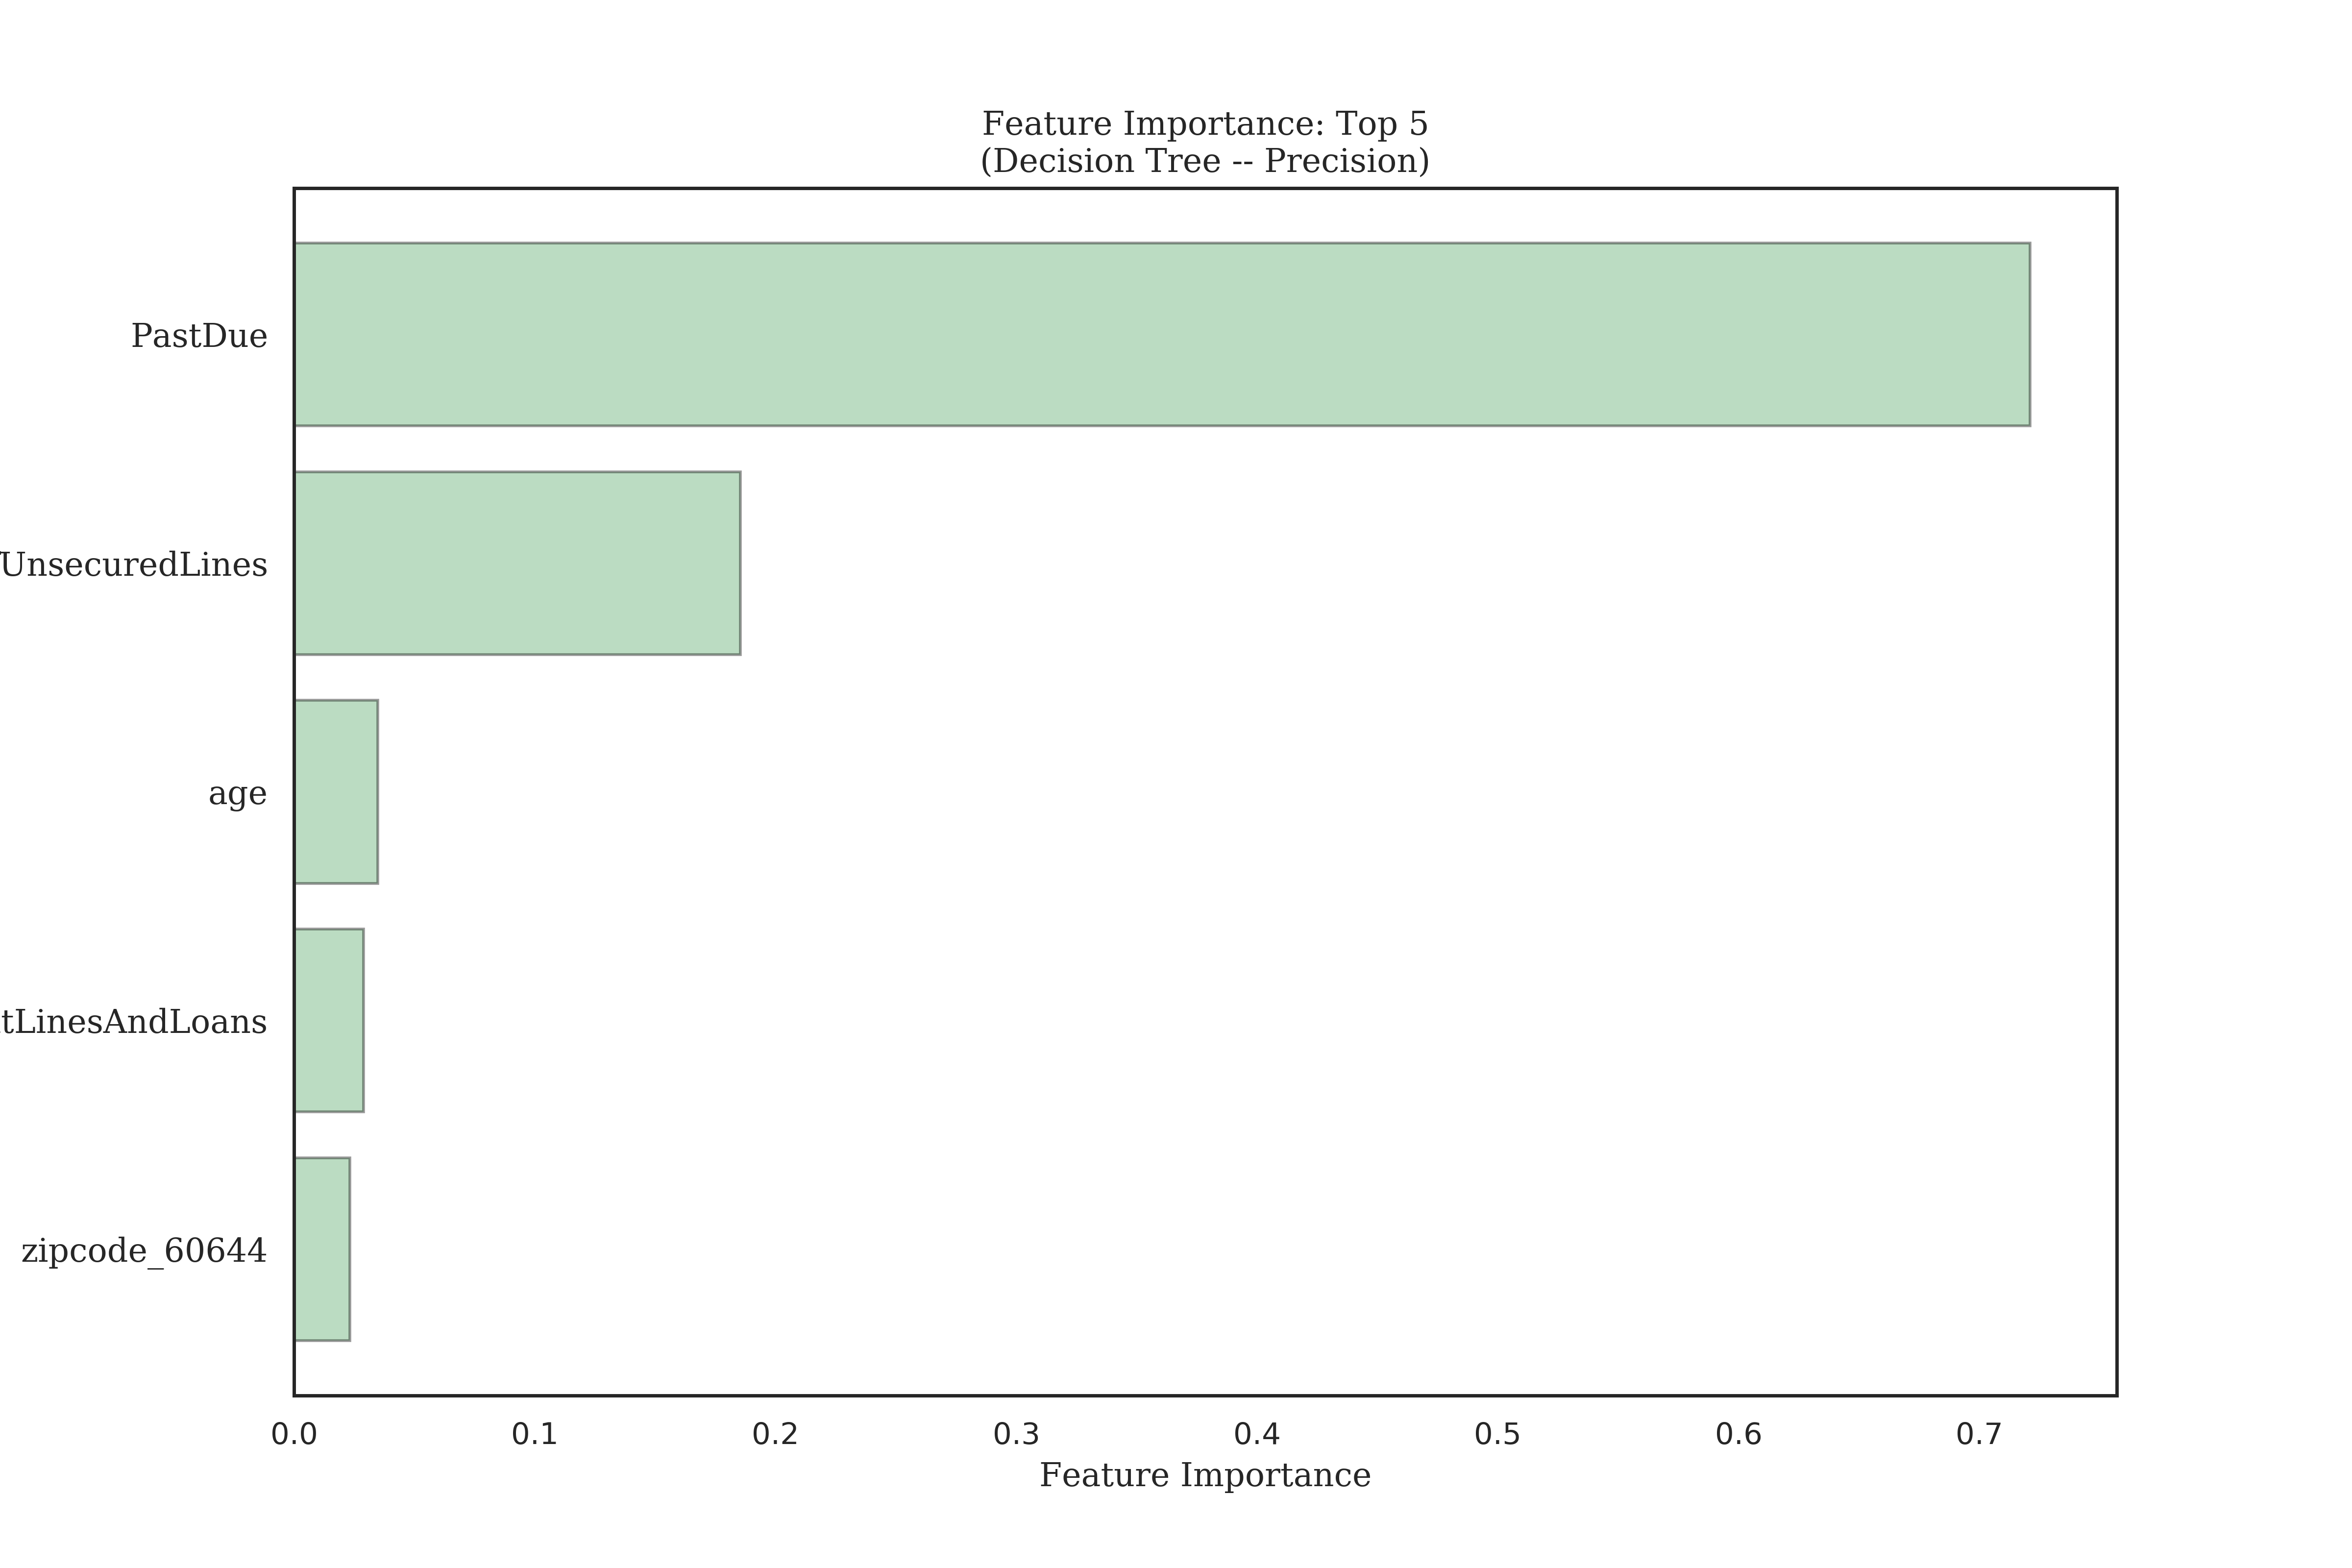 Feature Importance: Top 5
(Decision Tree -- Precision)
PastDue
UnsecuredLines
age
tLinesAndLoans
zipcode_60644
0.0 0.1 0.2 0.3 0.4 0.5 0.6 0.7
Feature Importance